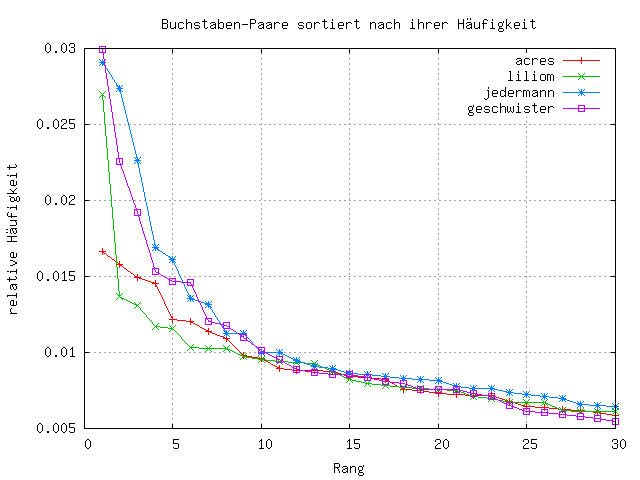 Buchstaben-Paare sortiert nach ihrer Häufigkeit
acres
liliom
jedermann
geschwister
relative Häufigkeit
0.03
0.025
0.02
0.015
0.01
0.005
0 5 10 15 20 25 30
Rang